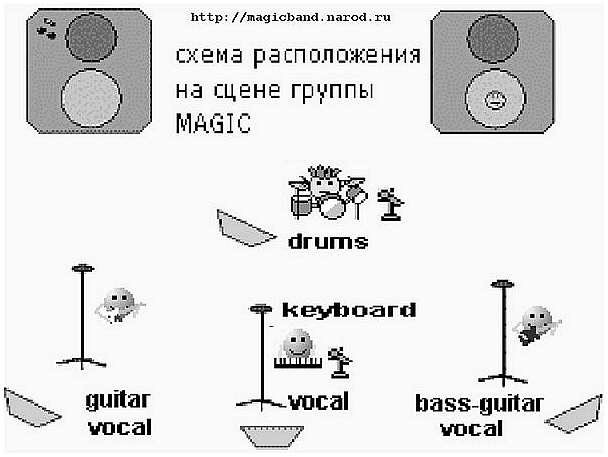 http://magicband.narod.ru
схема расположения
на сцене группы
MAGIC
drums
keyboard
vocal
guitar
vocal
bass-guitar
vocal